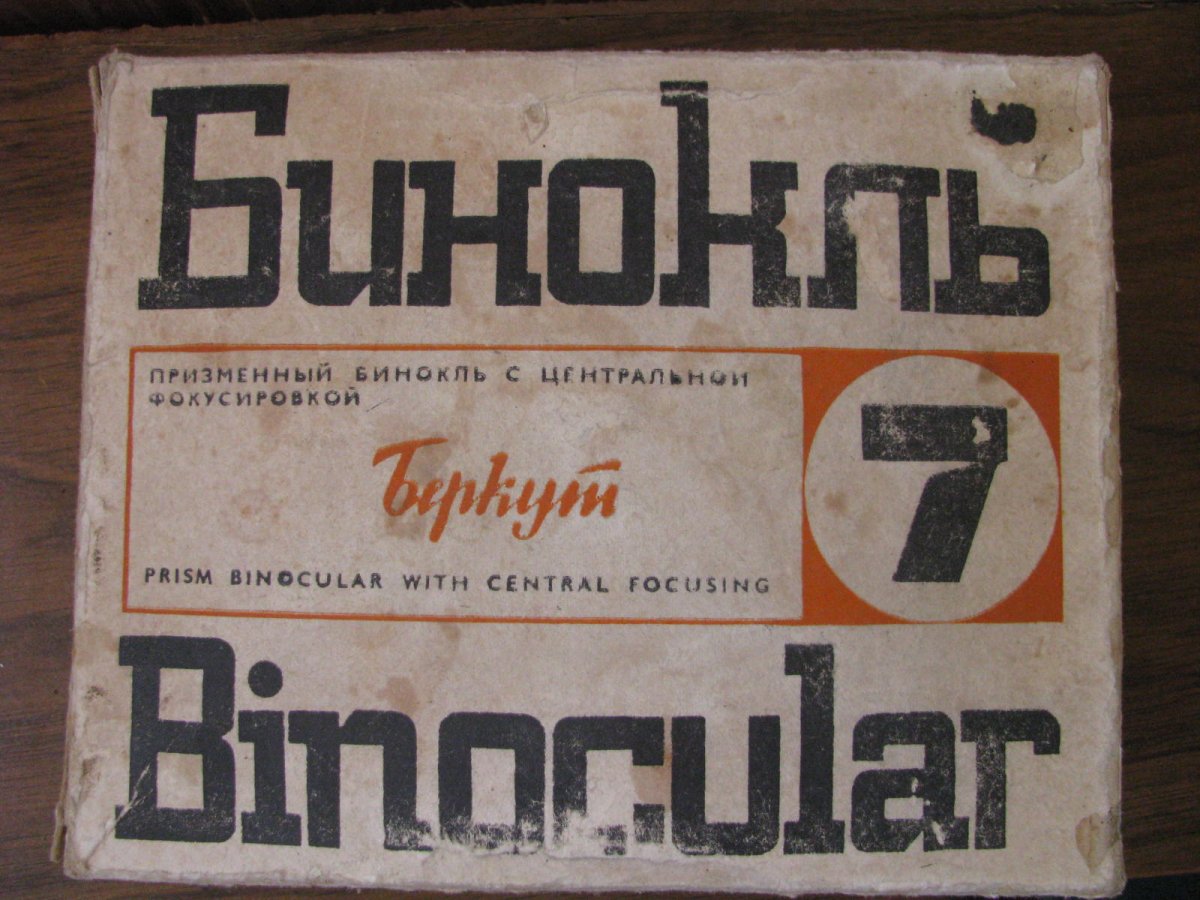 Бинокль
ПРИЗМЕННЫЙ БИНОКЛЬ С ЦЕНТРАЛЬНОЙ
ФОКУСИРОВКОЙ
Беркут
7
PRISM BINOCULAR WITH CENTRAL FOCUSING
Binocular